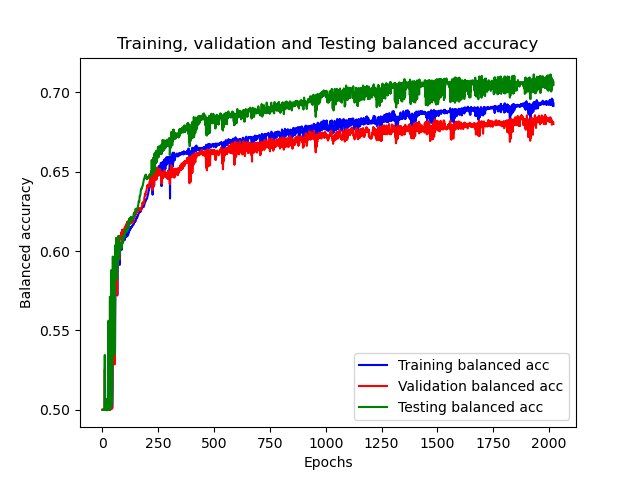 Training, validation and Testing balanced accuracy
Balanced accuracy
0.70
0.65
0.60
0.55
0.50
Training balanced acc
Validation balanced acc
Testing balanced acc
0 250 500 750 1000 1250 1500 1750 2000
Epochs